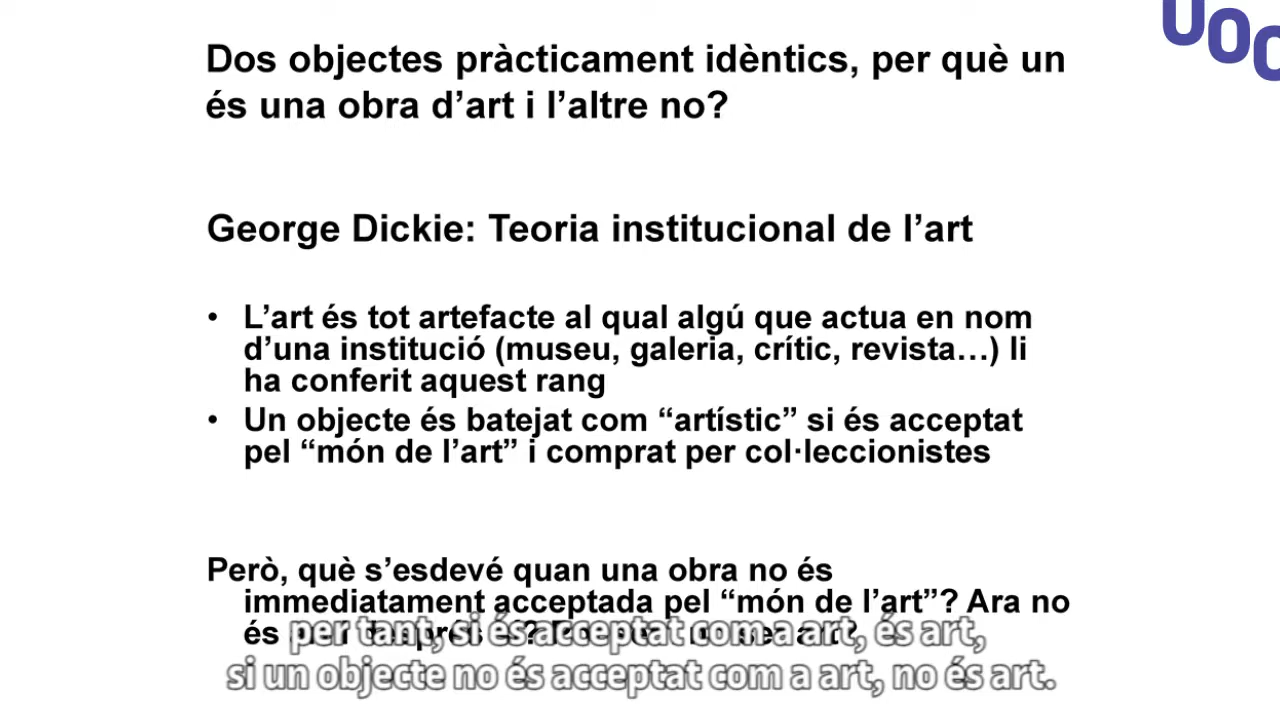 UOC
Dos objectes pràcticament idèntics, per què un
és una obra d’art i l’altre no?
George Dickie: Teoria institucional de l’art
• L’art és tot artefacte al qual algú que actua en nom
d’una institució (museu, galeria, crític, revista…) li
ha conferit aquest rang
• Un objecte és batejat com “artístic” si és acceptat
pel “món de l’art” i comprat per col·leccionistes
Però, què s’esdevé quan una obra no és
immediatament acceptada pel “món de l’art”? Ara no
és
per tant, si és acceptat com a art, és art,
si un objecte no és acceptat com a art, no és art.